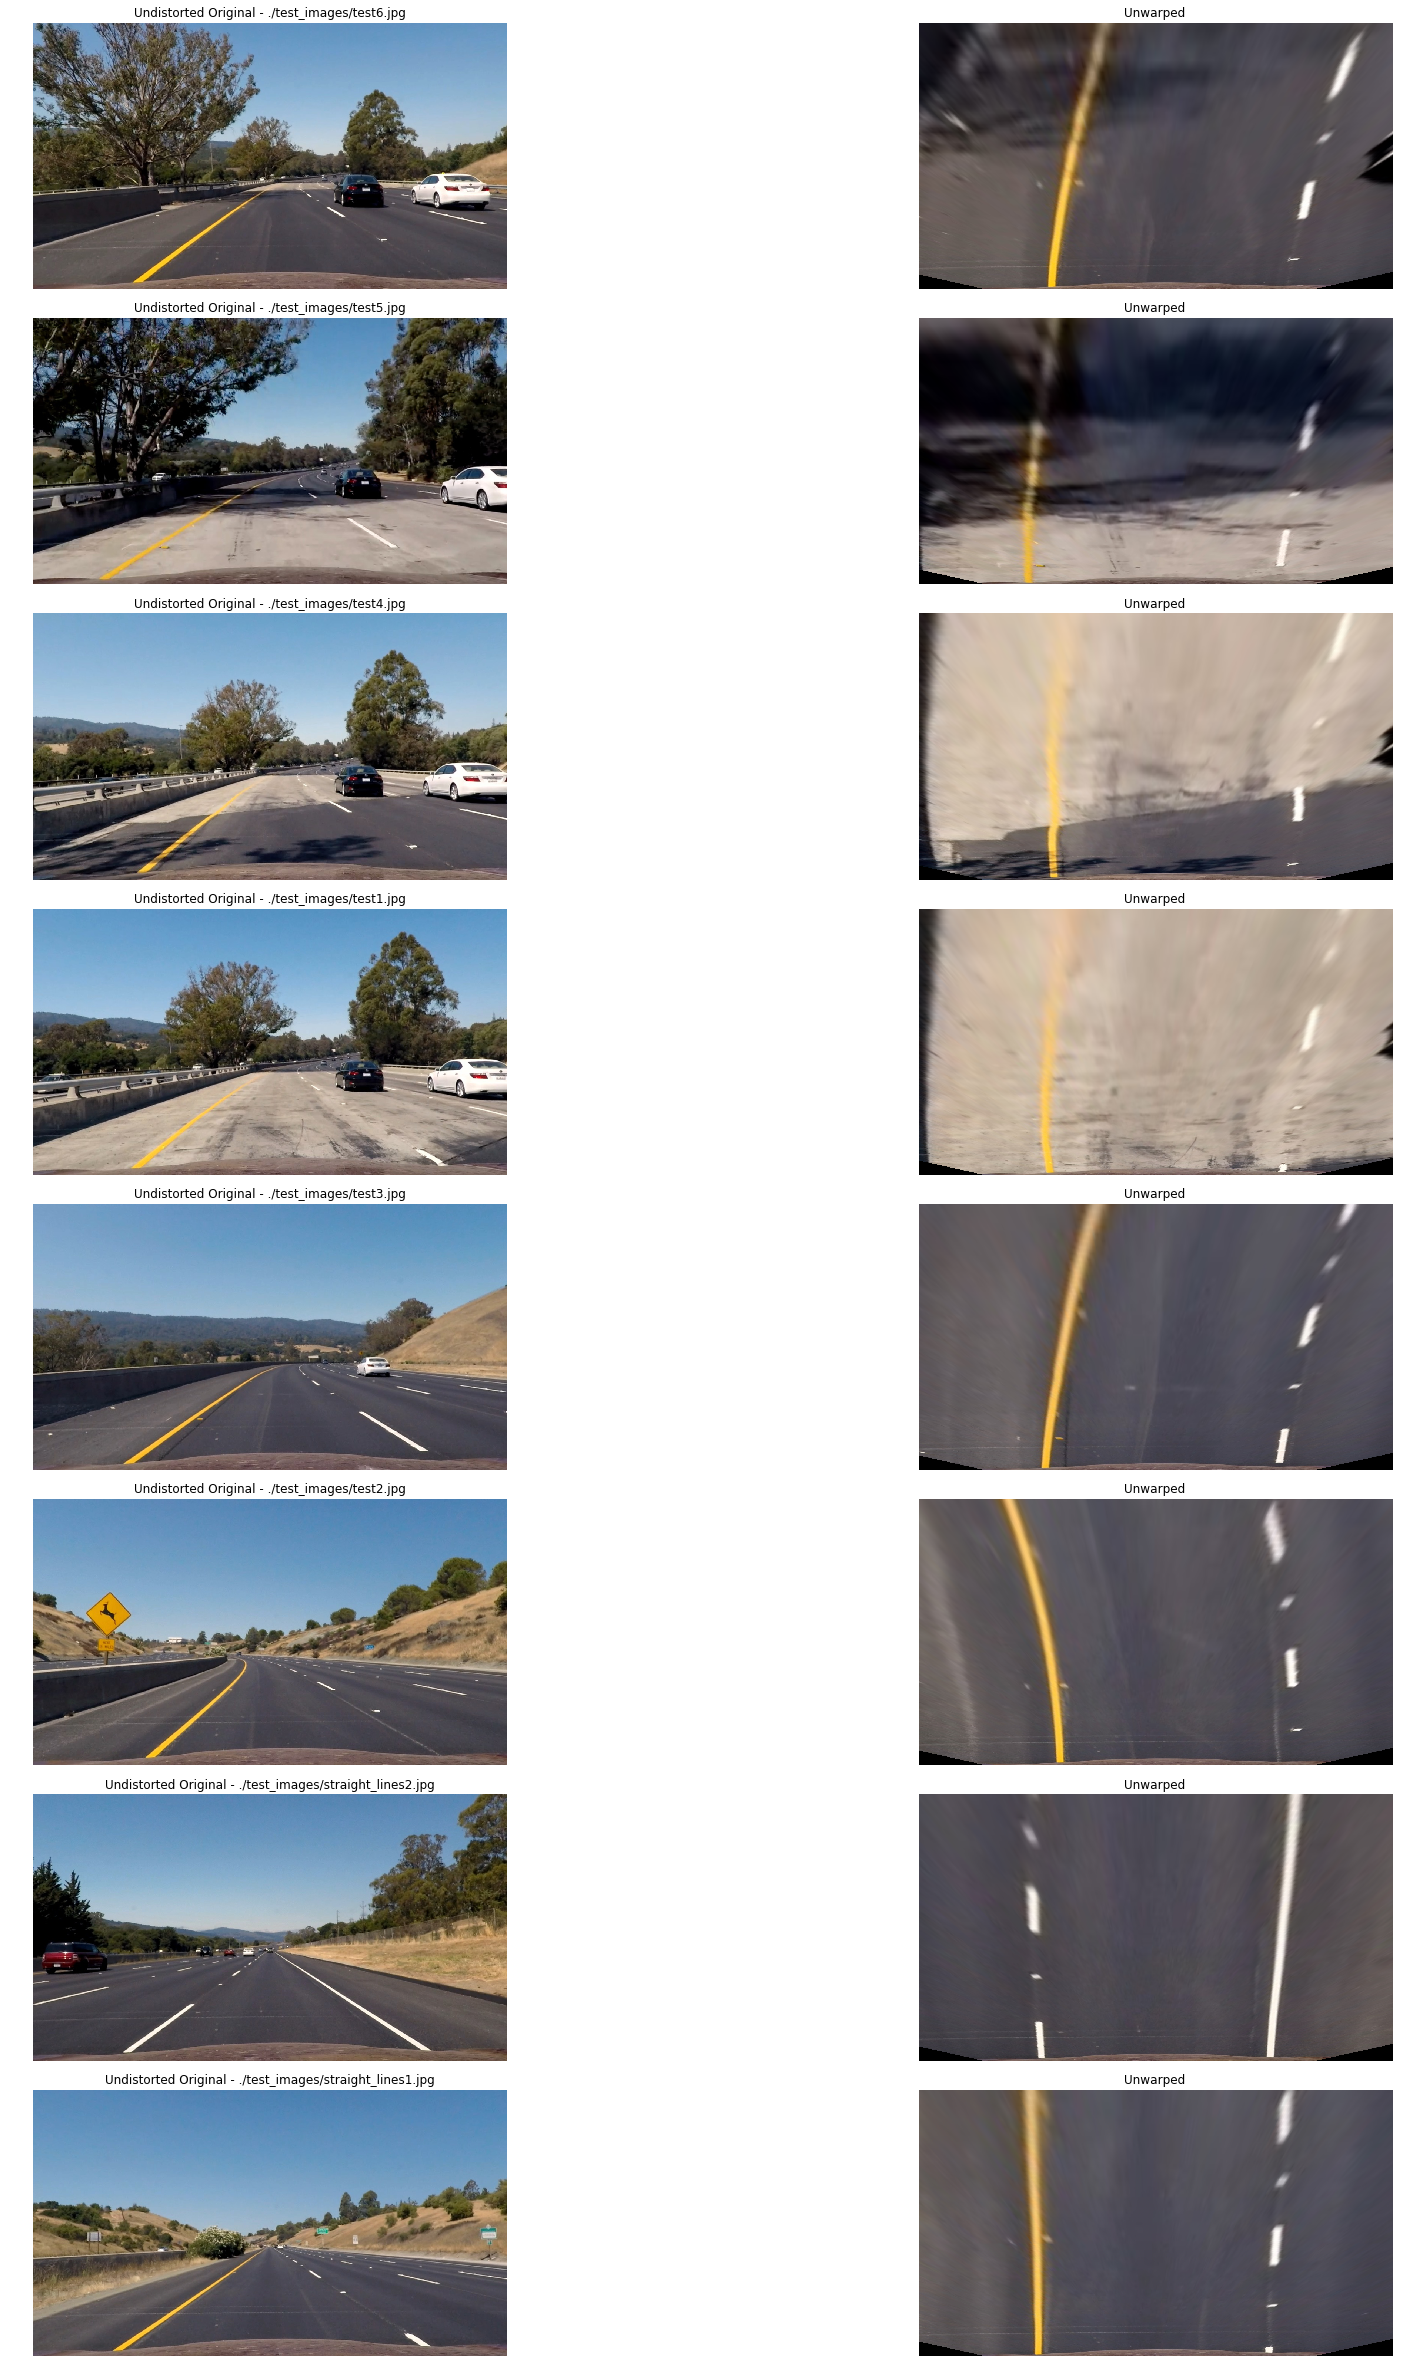 Undistorted Original - ./test_images/test6.jpg
Unwarped
Undistorted Original - ./test_images/test5.jpg
Unwarped
Undistorted Original - ./test_images/test4.jpg
Unwarped
Undistorted Original - ./test_images/test1.jpg
Unwarped
Undistorted Original - ./test_images/test3.jpg
Unwarped
Undistorted Original - ./test_images/test2.jpg
Unwarped
Undistorted Original - ./test_images/straight_lines2.jpg
Unwarped
Undistorted Original - ./test_images/straight_lines1.jpg
Unwarped